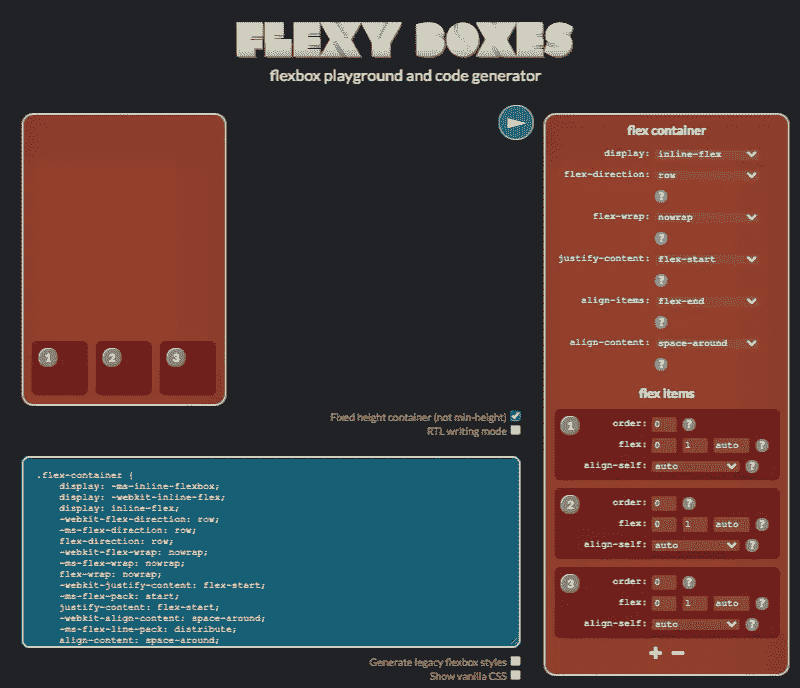 FLEXY BOXES
flexbox playground and code generator
1
2
3
Fixed height container (not min-height)
RTL writing mode
.flex-container {
display: -ms-inline-flexbox;
display: -webkit-inline-flex;
display: inline-flex;
-webkit-flex-direction: row;
-ms-flex-direction: row;
flex-direction: row;
-webkit-flex-wrap: nowrap;
-ms-flex-wrap: nowrap;
flex-wrap: nowrap;
-webkit-justify-content: flex-start;
-ms-flex-pack: start;
justify-content: flex-start;
-webkit-align-content: space-around;
-ms-flex-line-pack: distribute;
align-content: space-around;
Generate legacy flexbox styles
Show vanilla CSS
flex container
display: inline-flex
flex-direction: row
?
flex-wrap: nowrap
?
justify-content: flex-start
?
align-items: flex-end
?
align-content: space-around
?
flex items
1 order: 0 ?
flex: 0 1 auto ?
align-self: auto ?
2 order: 0 ?
flex: 0 1 auto ?
align-self: auto ?
3 order: 0 ?
flex: 0 1 auto ?
align-self: auto ?
+ −